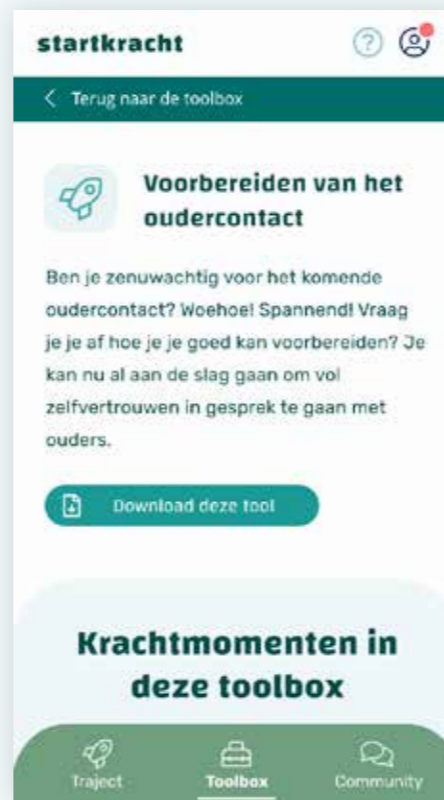 startkracht
Terug naar de toolbox
Voorbereiden van het
oudercontact
Ben je zenuwachtig voor het komende
oudercontact? Woehoe! Spannend! Vraag
je je af hoe je je goed kan voorbereiden? Je
kan nu al aan de slag gaan om vol
zelfvertrouwen in gesprek te gaan met
ouders.
Download deze tool
Krachtmomenten in
deze toolbox
Traject Toolbox Community